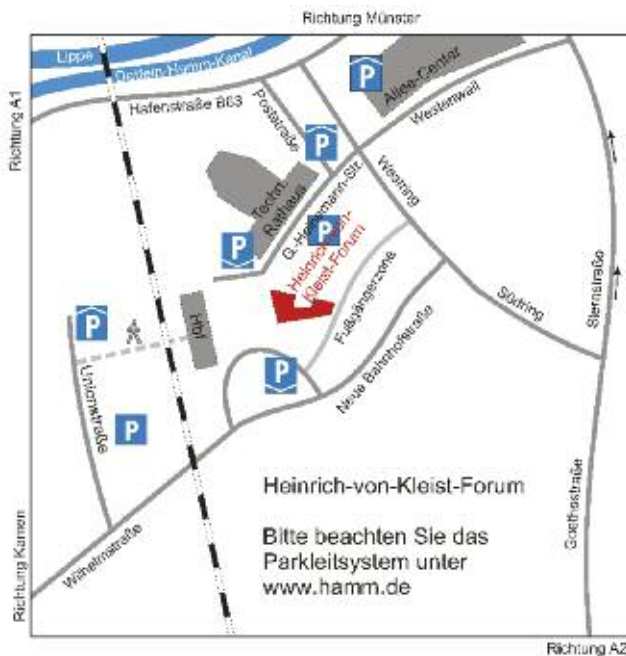 Richtung Münster
Lippe
Datteln-Hamm-Kanal
Hafenstraße B63
Poststraße
P
Allee-Center
Westenwall
Richtung A1
P
Techn.
Rathaus
G.-Heinemann-Str.
Westring
P
P
Heinrich-von-
Kleist-Forum
Hbf
Fußgängerzone
Südring
Sternstraße
P
Unionstraße
P
P
Neue Bahnhofstraße
Wilhelmstraße
Goethestraße
Richtung Kamen
Heinrich-von-Kleist-Forum
Bitte beachten Sie das
Parkleitsystem unter
www.hamm.de
Richtung A2